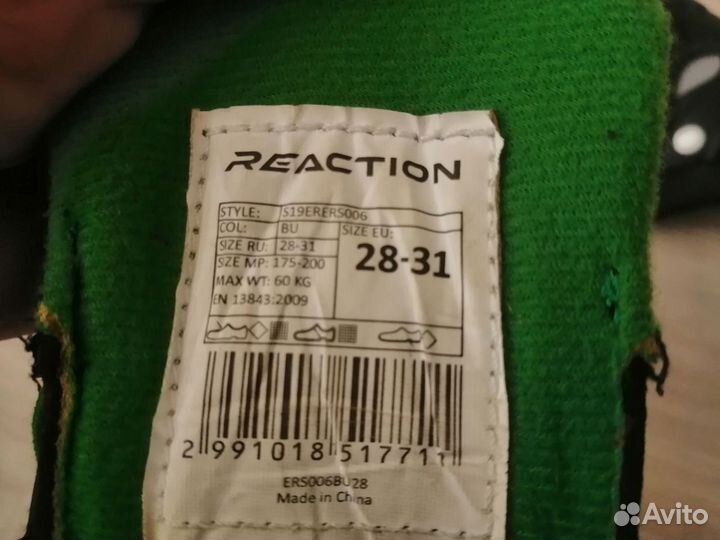 REACTION
STYLE: S19ERERS006
COL: BU SIZE EU:
SIZE RU: 28-31
28-31
SIZE MP: 175-200
MAX WT: 60 KG
EN 13843:2009
2 991018 517711
ERS006BU28
Made in China
Avito